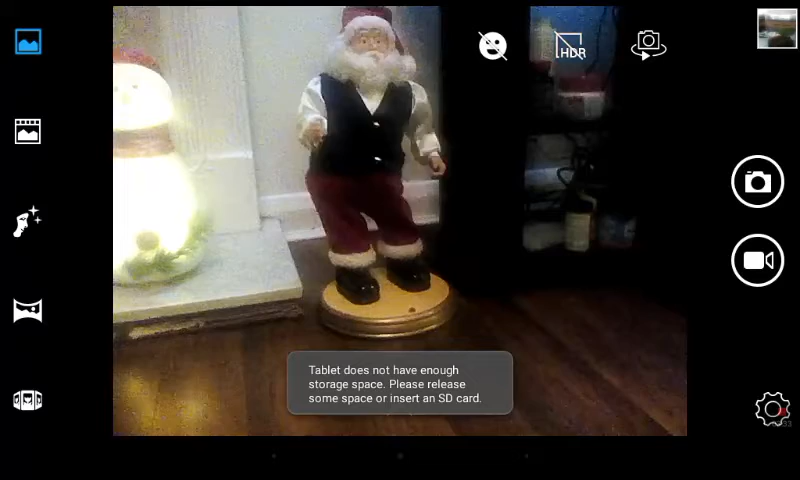 HDR
Tablet does not have enough
storage space. Please release
some space or insert an SD card.